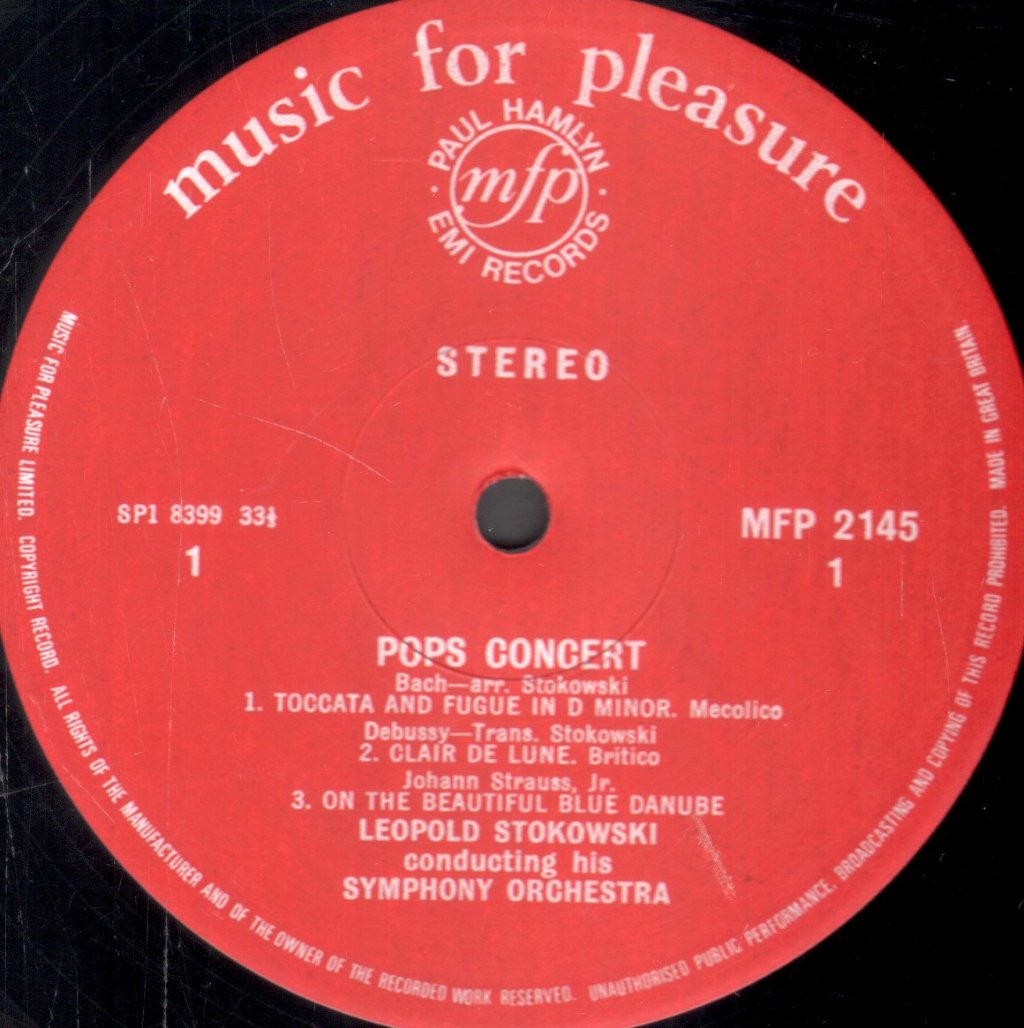 music for pleasure
PAUL HAMLYN
mfp
· EMI RECORDS ·
STEREO
SP1 8399 33⅓
1
MFP 2145
1
POPS CONCERT
Bach—arr. Stokowski
1. TOCCATA AND FUGUE IN D MINOR. Mecolico
Debussy—Trans. Stokowski
2. CLAIR DE LUNE. Britico
Johann Strauss, Jr.
3. ON THE BEAUTIFUL BLUE DANUBE
LEOPOLD STOKOWSKI
conducting his
SYMPHONY ORCHESTRA
MUSIC FOR PLEASURE LIMITED. COPYRIGHT RECORD. ALL RIGHTS OF THE MANUFACTURER AND OF THE OWNER OF THE RECORDED WORK RESERVED. UNAUTHORISED PUBLIC PERFORMANCE, BROADCASTING AND COPYING OF THIS RECORD PROHIBITED. MADE IN GREAT BRITAIN.